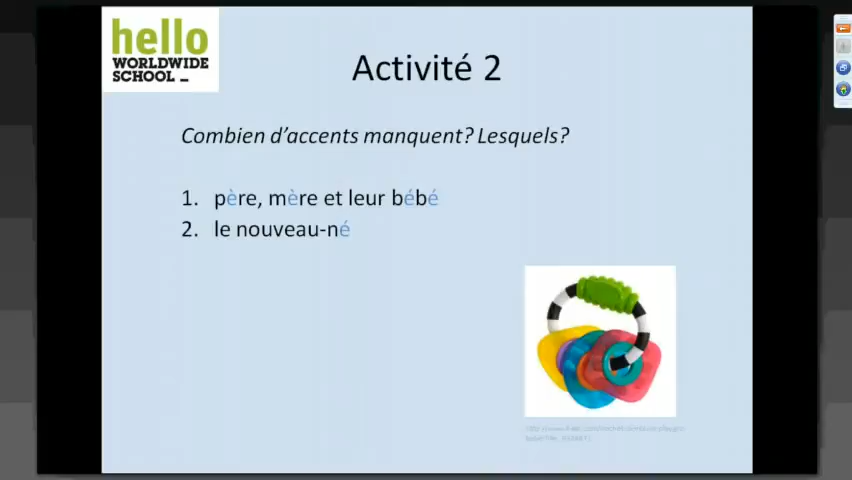 hello
WORLDWIDE
SCHOOL _
Activité 2
Combien d'accents manquent? Lesquels?
1. père, mère et leur bébé
2. le nouveau-né